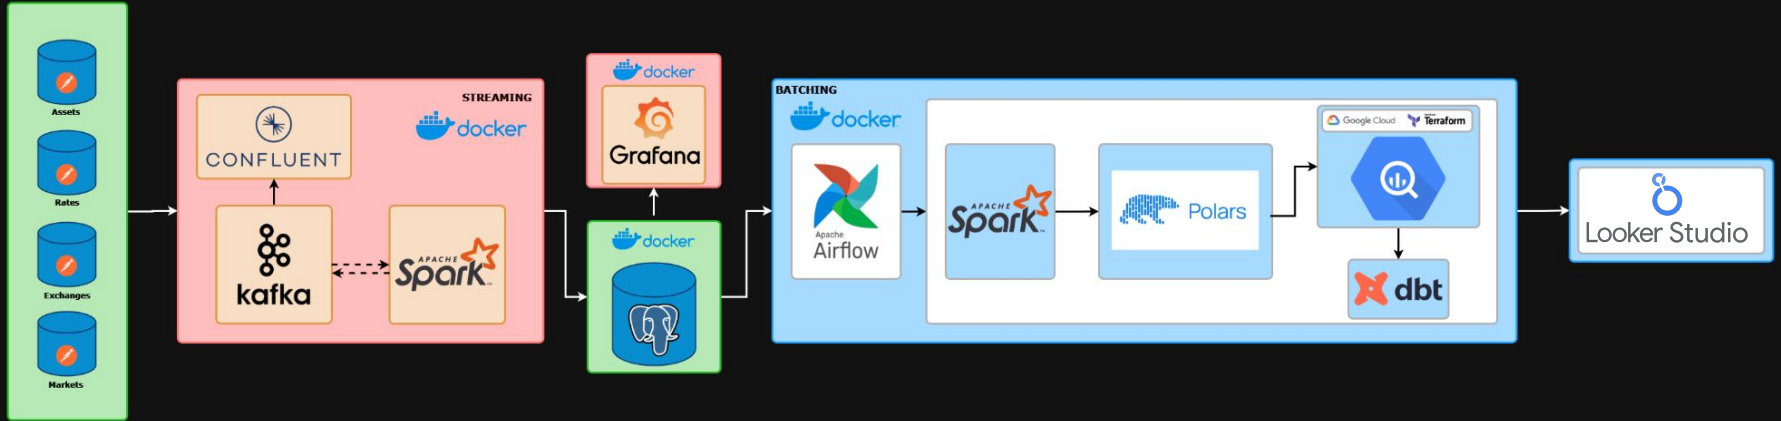 Assets
Rates
Exchanges
Markets
STREAMING
docker
CONFLUENT
kafka
APACHE
Spark
docker
Grafana
docker
BATCHING
docker
Apache
Airflow
APACHE
Spark
Polars
Google Cloud
Terraform
dbt
Looker Studio